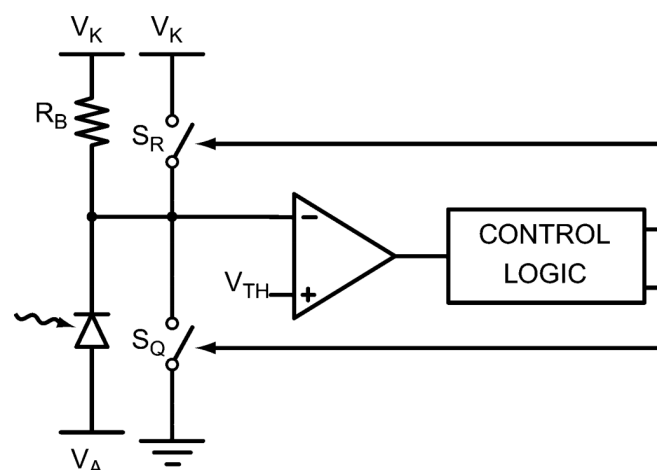 V_K V_K
R_B
S_R
−
CONTROL
LOGIC
V_TH
+
S_Q
V_A